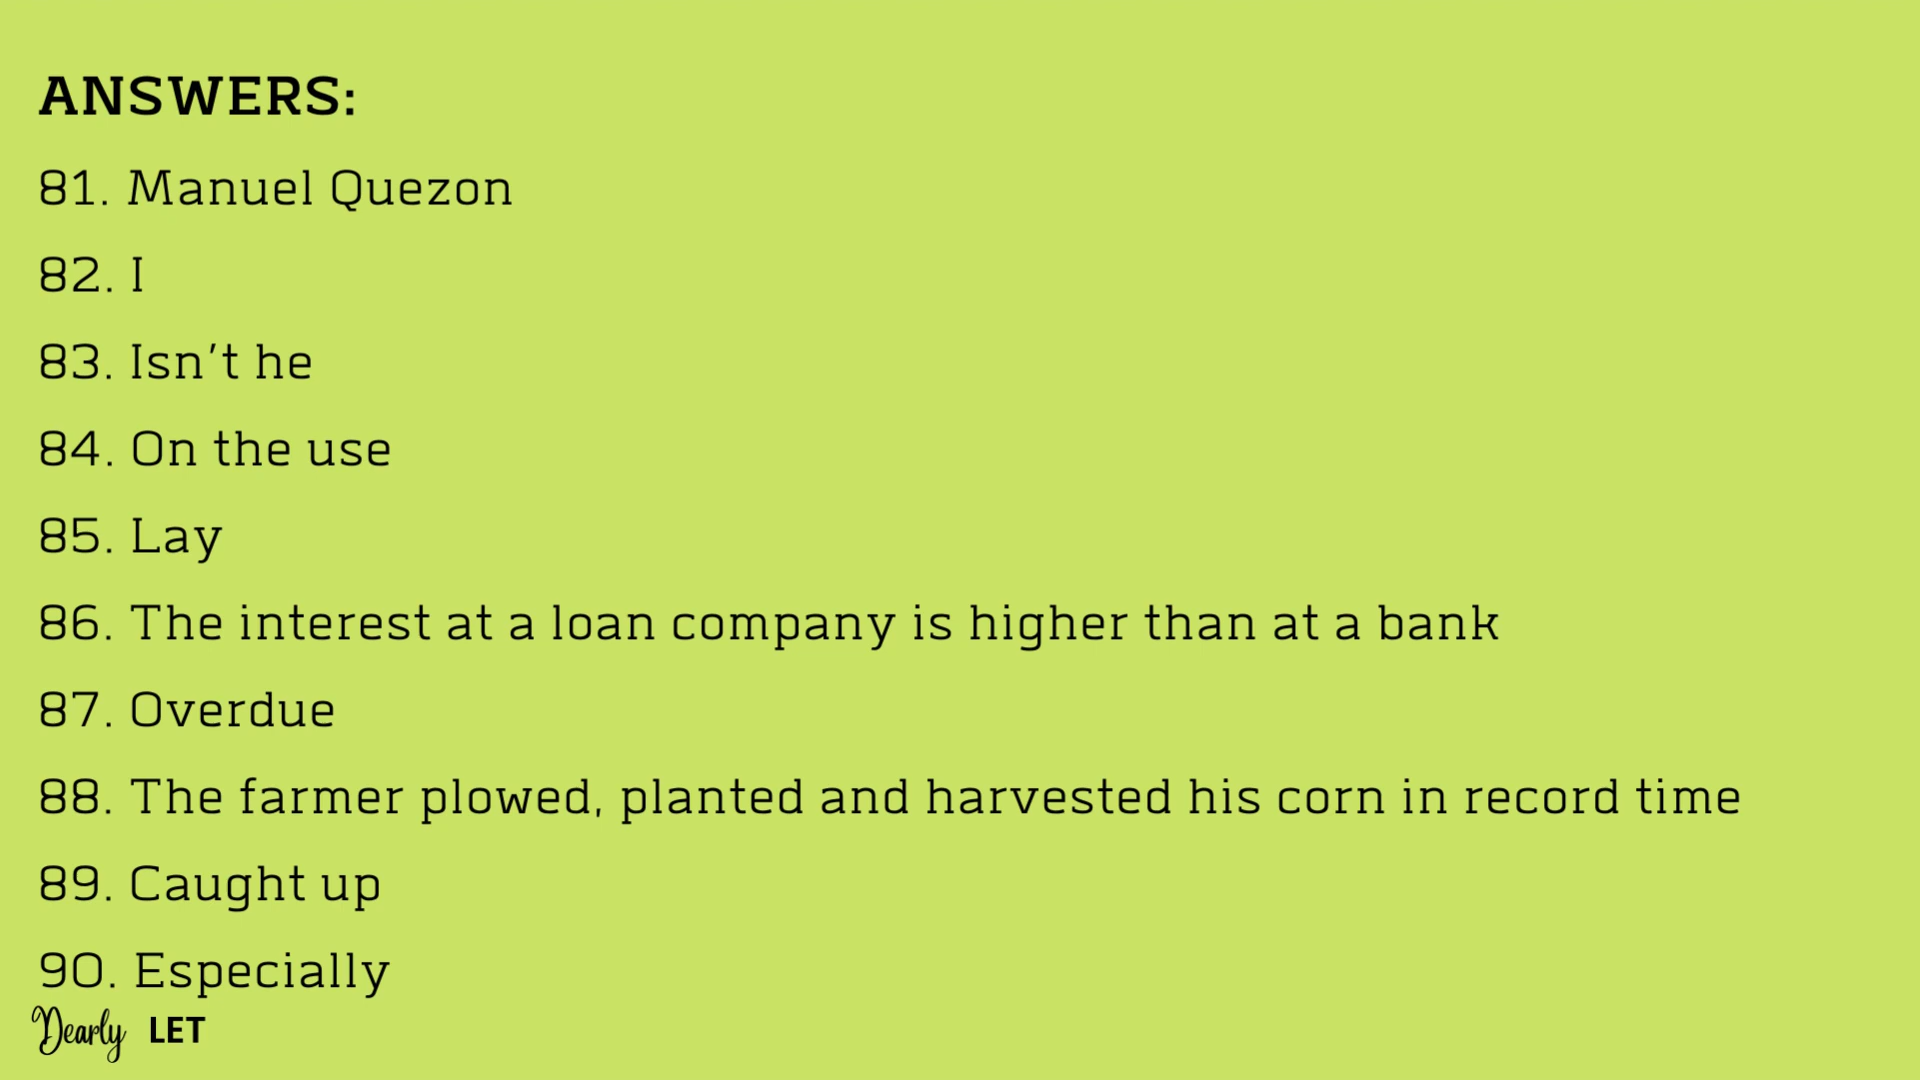 ANSWERS:
81. Manuel Quezon
82. I
83. Isn’t he
84. On the use
85. Lay
86. The interest at a loan company is higher than at a bank
87. Overdue
88. The farmer plowed, planted and harvested his corn in record time
89. Caught up
90. Especially
Dearly LET